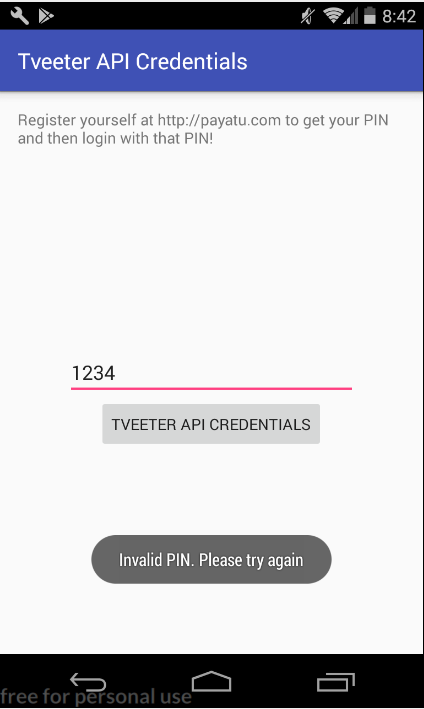 8:42
Tveeter API Credentials
Register yourself at http://payatu.com to get your PIN
and then login with that PIN!
1234
TVEETER API CREDENTIALS
Invalid PIN. Please try again
free for personal use